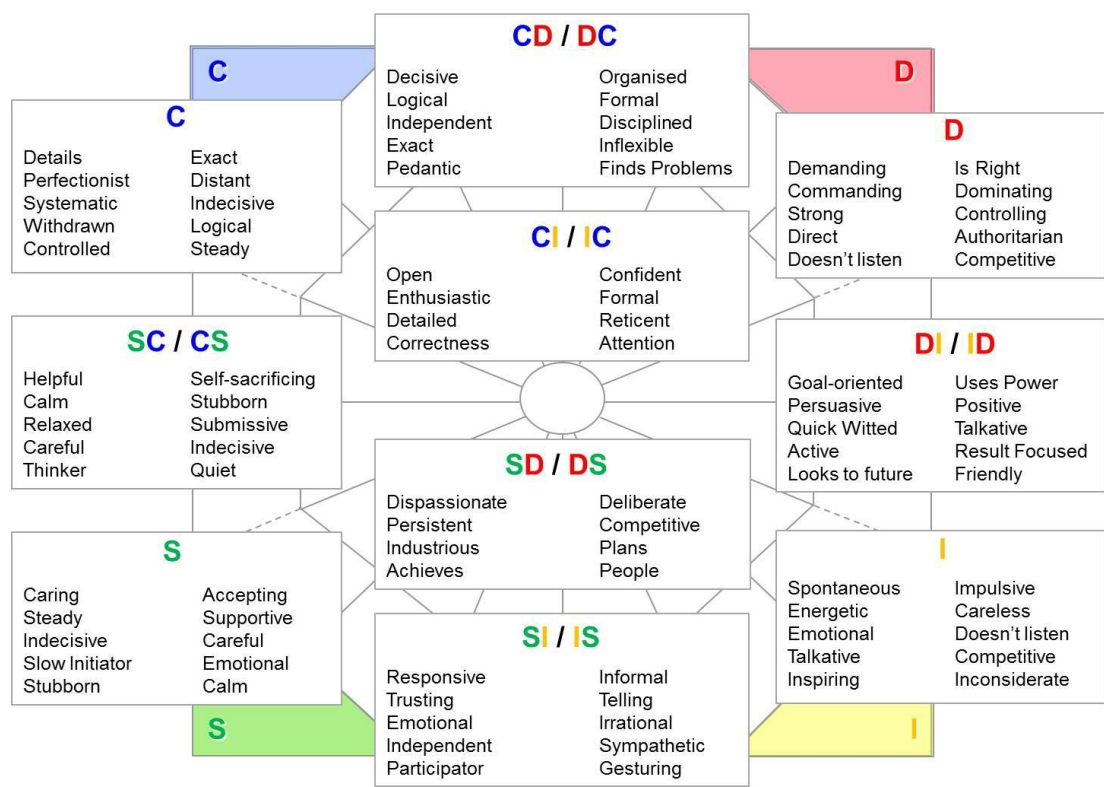 CD / DC
Decisive Organised
Logical Formal
Independent Disciplined
Exact Inflexible
Pedantic Finds Problems
C
D
C
Details Exact
Perfectionist Distant
Systematic Indecisive
Withdrawn Logical
Controlled Steady
D
Demanding Is Right
Commanding Dominating
Strong Controlling
Direct Authoritarian
Doesn't listen Competitive
CI / IC
Open Confident
Enthusiastic Formal
Detailed Reticent
Correctness Attention
SC / CS
Helpful Self-sacrificing
Calm Stubborn
Relaxed Submissive
Careful Indecisive
Thinker Quiet
DI / ID
Goal-oriented Uses Power
Persuasive Positive
Quick Witted Talkative
Active Result Focused
Looks to future Friendly
SD / DS
Dispassionate Deliberate
Persistent Competitive
Industrious Plans
Achieves People
S
Caring Accepting
Steady Supportive
Indecisive Careful
Slow Initiator Emotional
Stubborn Calm
I
Spontaneous Impulsive
Energetic Careless
Emotional Doesn't listen
Talkative Competitive
Inspiring Inconsiderate
SI / IS
Responsive Informal
Trusting Telling
Emotional Irrational
Independent Sympathetic
Participator Gesturing
S
I